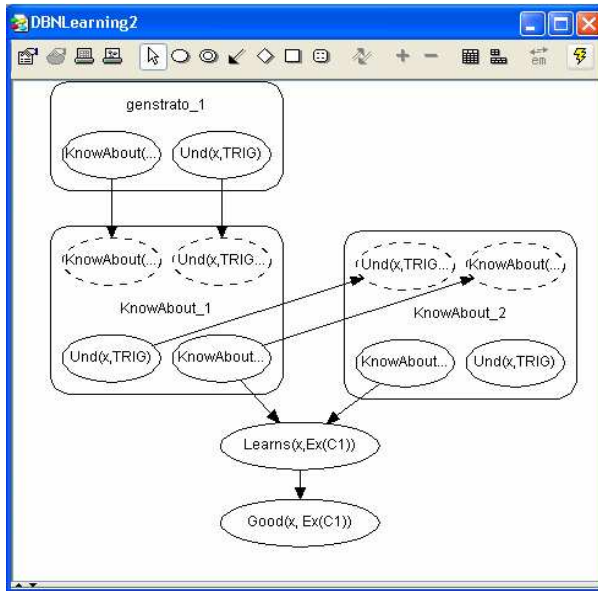 DBNLearning2
em
genstrato_1
KnowAbout(... Und(x,TRIG)
KnowAbout(... Und(x,TRIG...
KnowAbout_1
Und(x,TRIG) KnowAbout...
Und(x,TRIG... KnowAbout(...
KnowAbout_2
KnowAbout... Und(x,TRIG)
Learns(x,Ex(C1))
Good(x, Ex(C1))